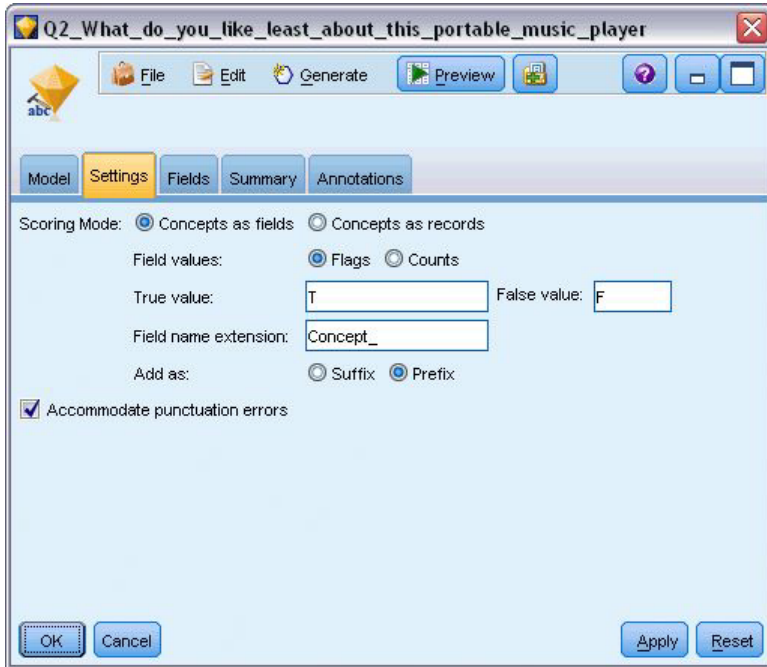 Q2_What_do_you_like_least_about_this_portable_music_player
File Edit Generate Preview
abc
Model Settings Fields Summary Annotations
Scoring Mode: Concepts as fields Concepts as records
Field values: Flags Counts
True value: T False value: F
Field name extension: Concept_
Add as: Suffix Prefix
Accommodate punctuation errors
OK Cancel Apply Reset